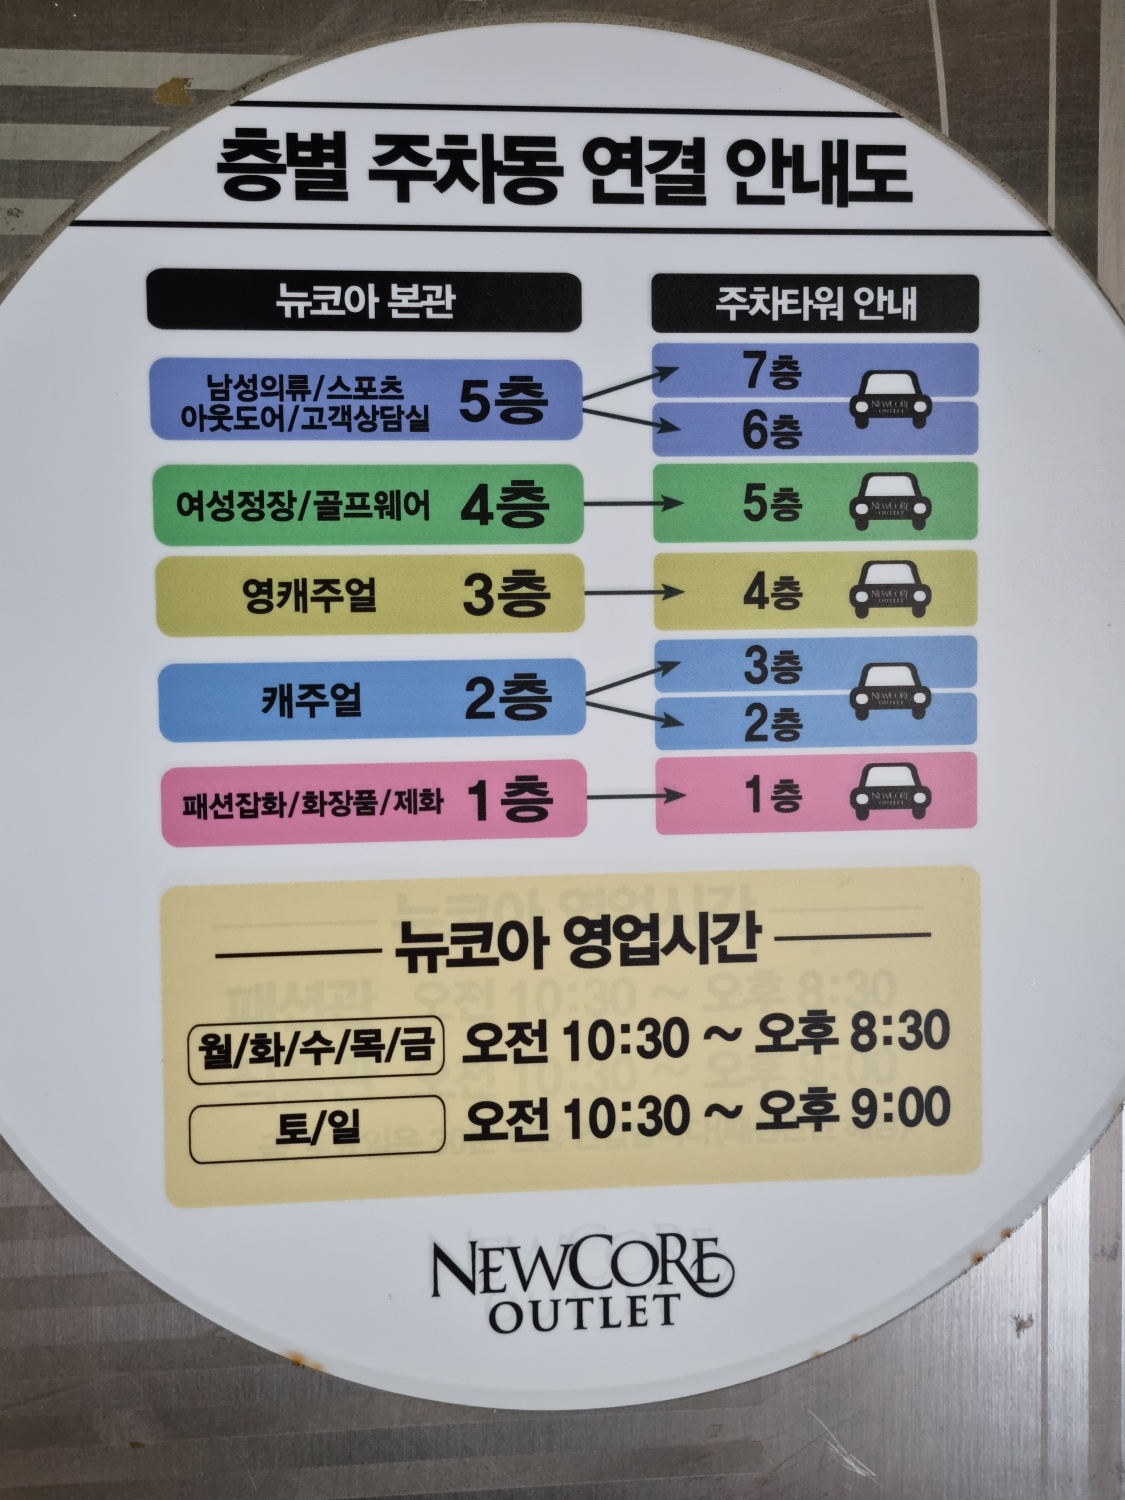 층별 주차동 연결 안내도
뉴코아 본관
주차타워 안내
남성의류/스포츠
아웃도어/고객상담실
5층
7층
6층
여성정장/골프웨어 4층
5층
영캐주얼 3층
4층
캐주얼 2층
3층
2층
패션잡화/화장품/제화 1층
1층
뉴코아 영업시간
월/화/수/목/금 오전 10:30 ~ 오후 8:30
토/일 오전 10:30 ~ 오후 9:00
NEWCORE
OUTLET